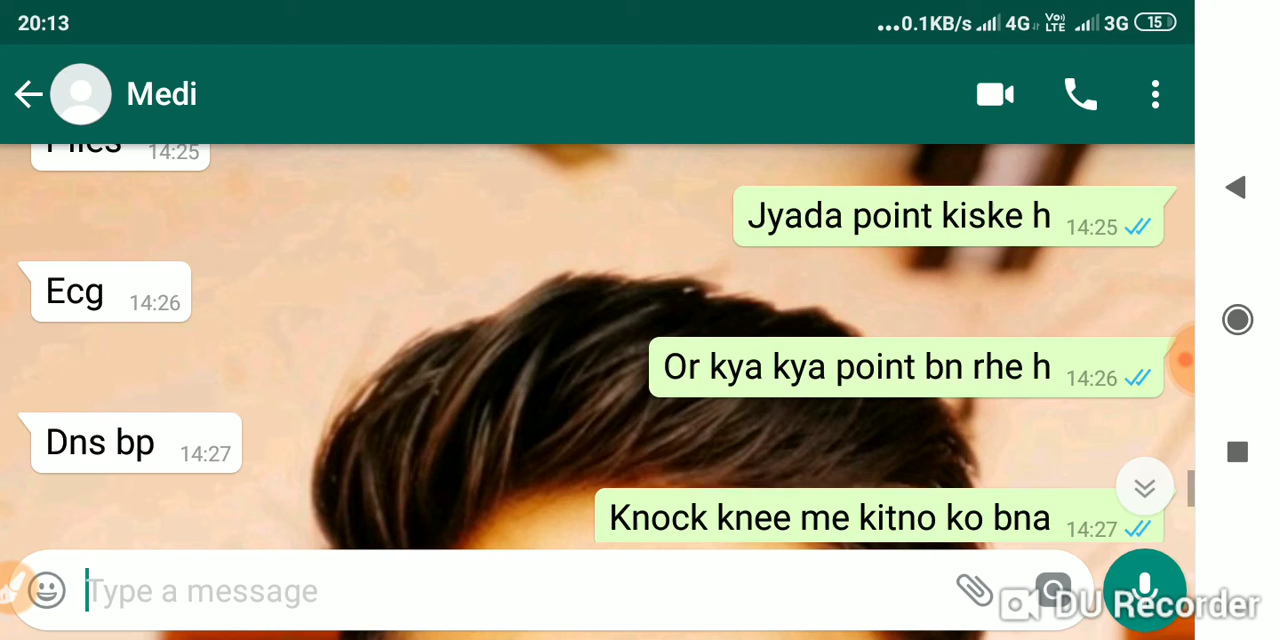 20:13 ...0.1KB/s 4G Vo) LTE 3G 15
Medi
14:25
Jyada point kiske h 14:25
Ecg 14:26
Or kya kya point bn rhe h 14:26
Dns bp 14:27
Knock knee me kitno ko bna 14:27
Type a message
DU Recorder